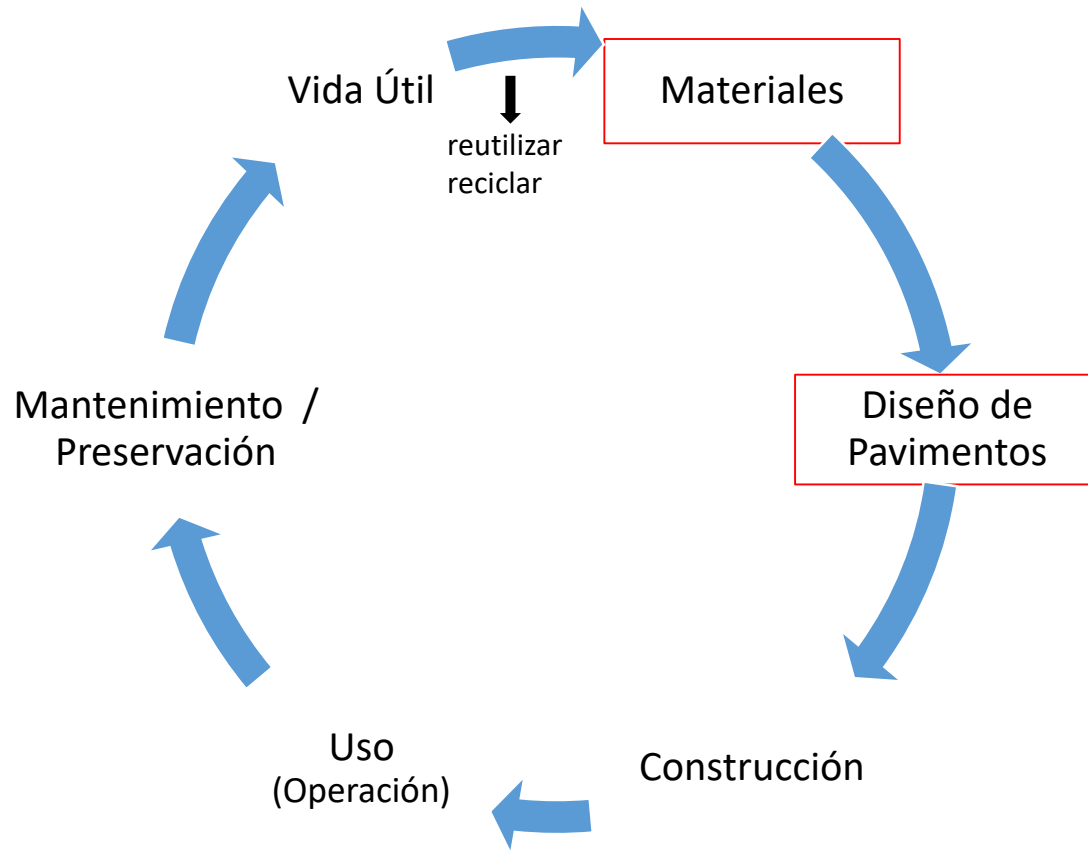 Vida Útil
reutilizar
reciclar
Materiales
Diseño de
Pavimentos
Construcción
Uso
(Operación)
Mantenimiento /
Preservación